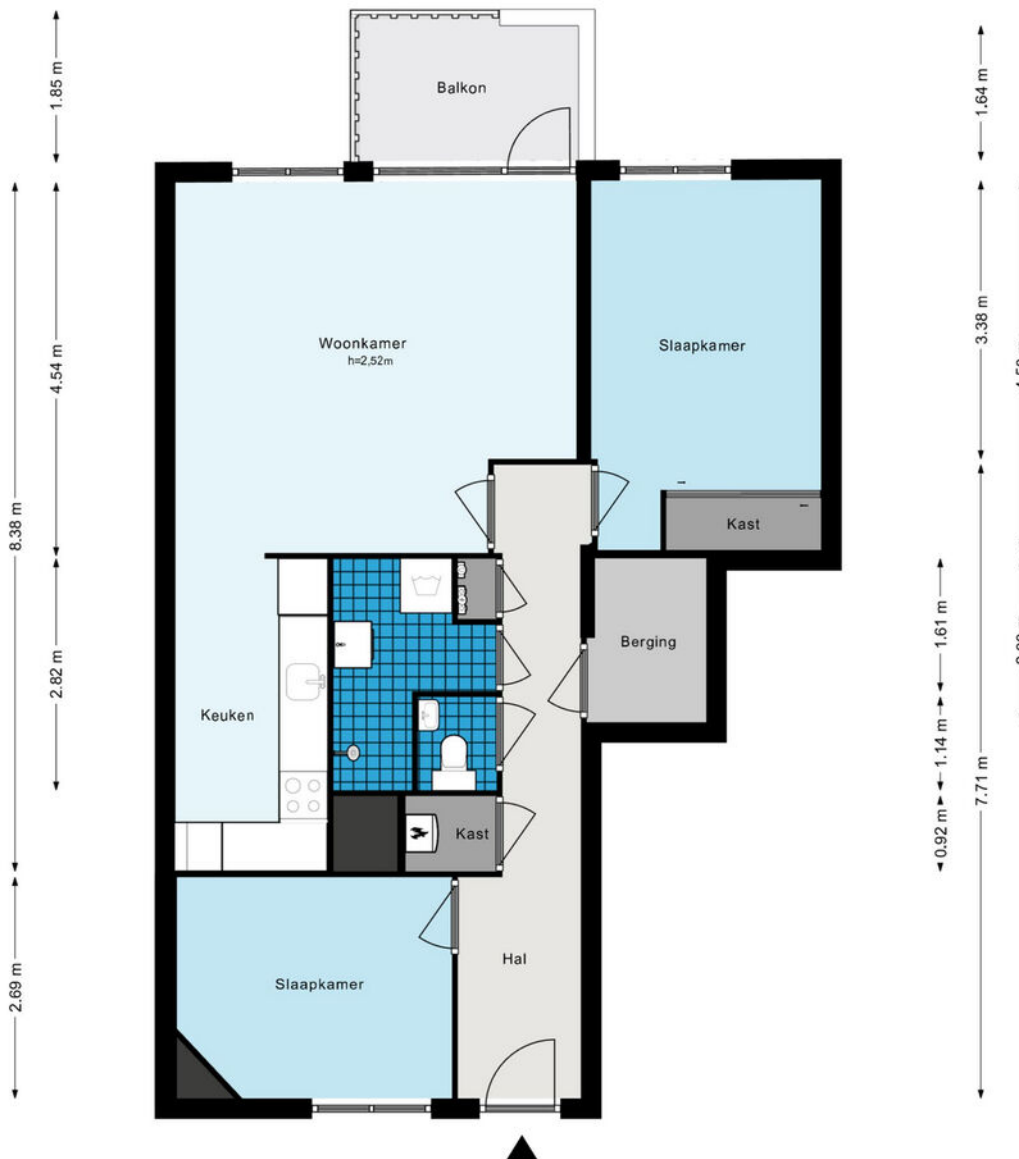 1.85 m
1.64 m
Balkon
4.54 m
3.38 m
Woonkamer
h=2,52m
Slaapkamer
8.38 m
Kast
2.82 m
1.61 m
Berging
Keuken
1.14 m
7.71 m
0.92 m
Kast
2.69 m
Hal
Slaapkamer